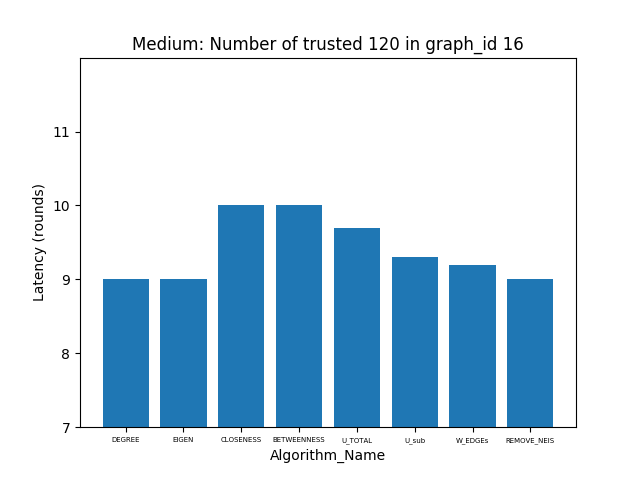 Medium: Number of trusted 120 in graph_id 16
Latency (rounds)
11
10
9
8
7
DEGREE EIGEN CLOSENESS BETWEENNESS U_TOTAL U_sub W_EDGEs REMOVE_NEIS
Algorithm_Name